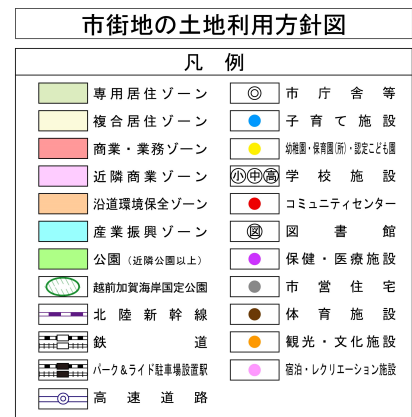 市街地の土地利用方針図
凡 例
専用居住ゾーン
複合居住ゾーン
商業・業務ゾーン
近隣商業ゾーン
沿道環境保全ゾーン
産業振興ゾーン
公園(近隣公園以上)
越前加賀海岸国定公園
北陸新幹線
鉄道
パーク&ライド駐車場設置駅
高速道路
市庁舎等
子育て施設
幼稚園・保育園(所)・認定こども園
小中高 学校施設
コミュニティセンター
図 図書館
保健・医療施設
市営住宅
体育施設
観光・文化施設
宿泊・レクリエーション施設